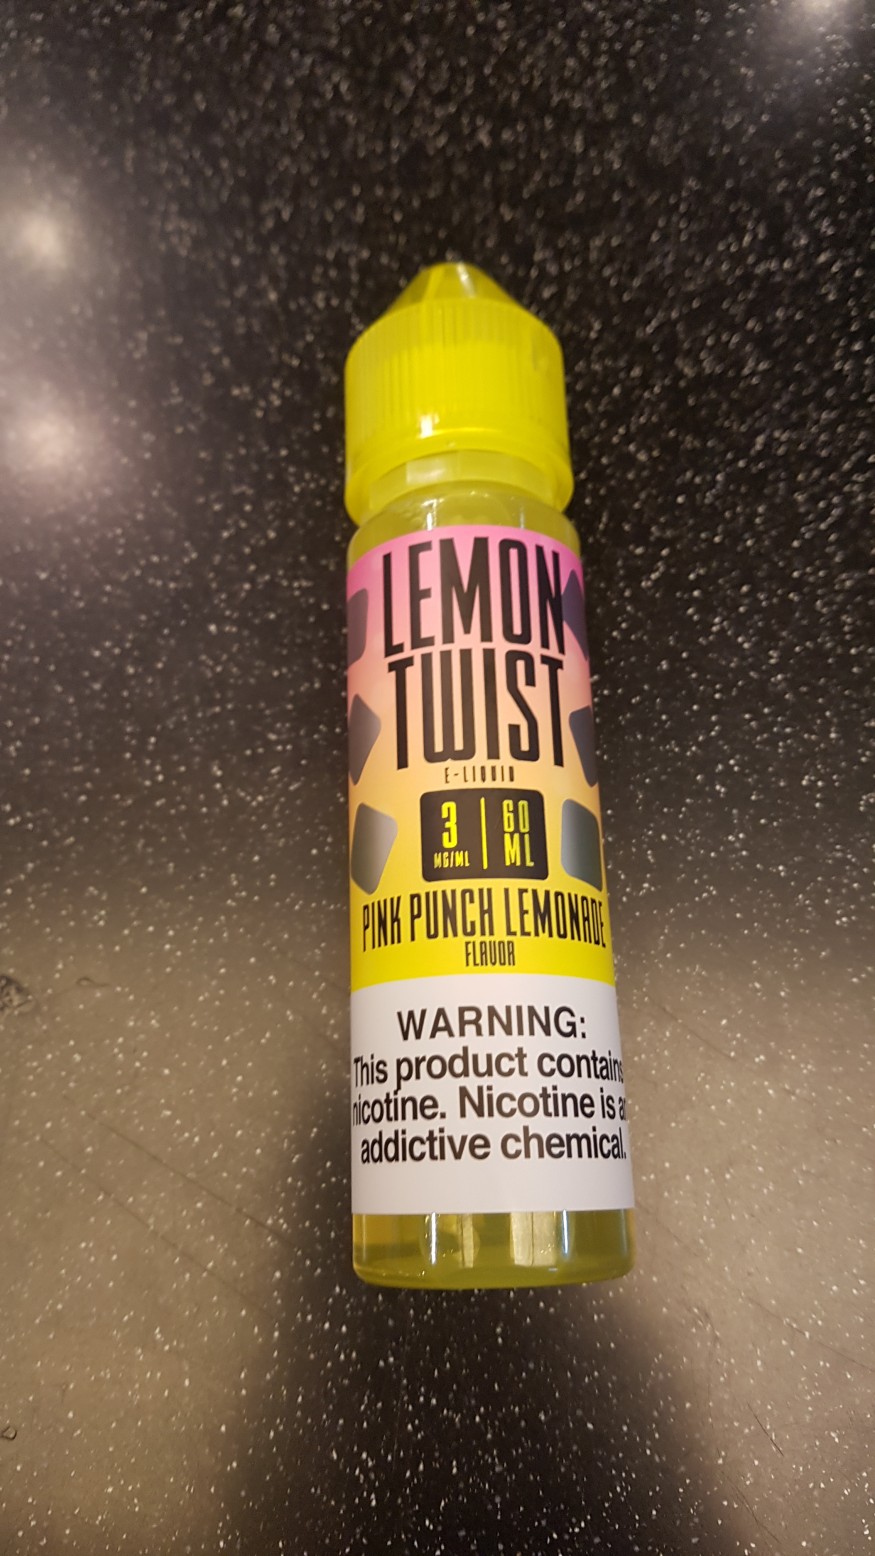 LEMON
TWIST
E-LIQUID
3 | 60
MG/ML ML
PINK PUNCH LEMONADE
FLAVOR
WARNING:
This product contains
nicotine. Nicotine is an
addictive chemical.